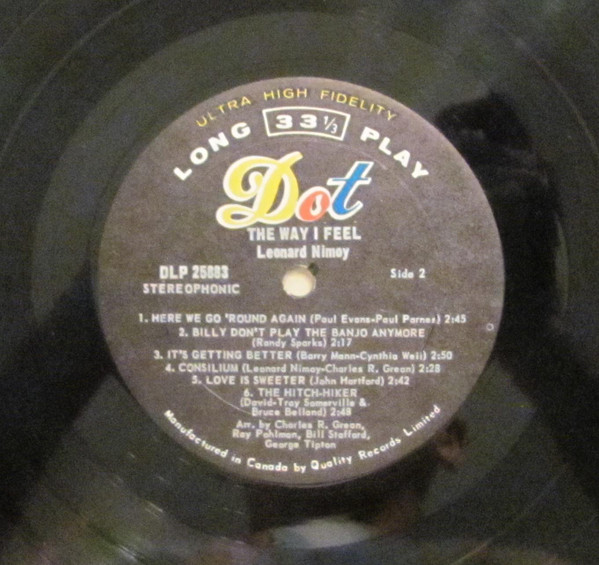 ULTRA HIGH FIDELITY
LONG 33⅓ PLAY
Dot
THE WAY I FEEL
Leonard Nimoy
DLP 25883 Side 2
STEREOPHONIC
1. HERE WE GO 'ROUND AGAIN (Paul Evans-Paul Parnes) 2:45
2. BILLY DON'T PLAY THE BANJO ANYMORE
(Randy Sparks) 2:17
3. IT'S GETTING BETTER (Barry Mann-Cynthia Weil) 2:50
4. CONSILIUM (Leonard Nimoy-Charles R. Grean) 2:28
5. LOVE IS SWEETER (John Hartford) 2:42
6. THE HITCH-HIKER
(David-Troy Somerville &
Bruce Belland) 2:48
Arr. by Charles R. Grean,
Ray Pohlman, Bill Stafford,
George Tipton
Manufactured in Canada by Quality Records Limited